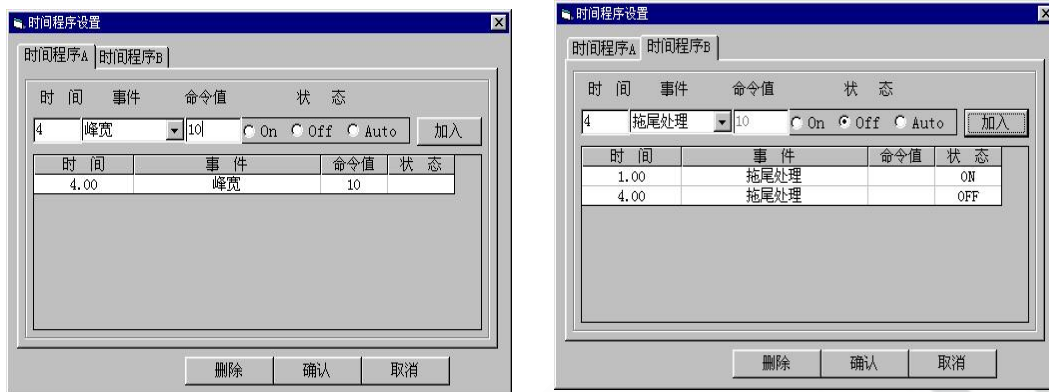 时间程序设置
时间程序A 时间程序B
时 间 事件 命令值 状 态
4 峰宽 10 On Off Auto 加入
时 间 事 件 命令值 状 态
4.00 峰宽 10
删除 确认 取消
时间程序设置
时间程序A 时间程序B
时 间 事件 命令值 状 态
4 拖尾处理 10 On Off Auto 加入
时 间 事 件 命令值 状 态
1.00 拖尾处理 ON
4.00 拖尾处理 OFF
删除 确认 取消